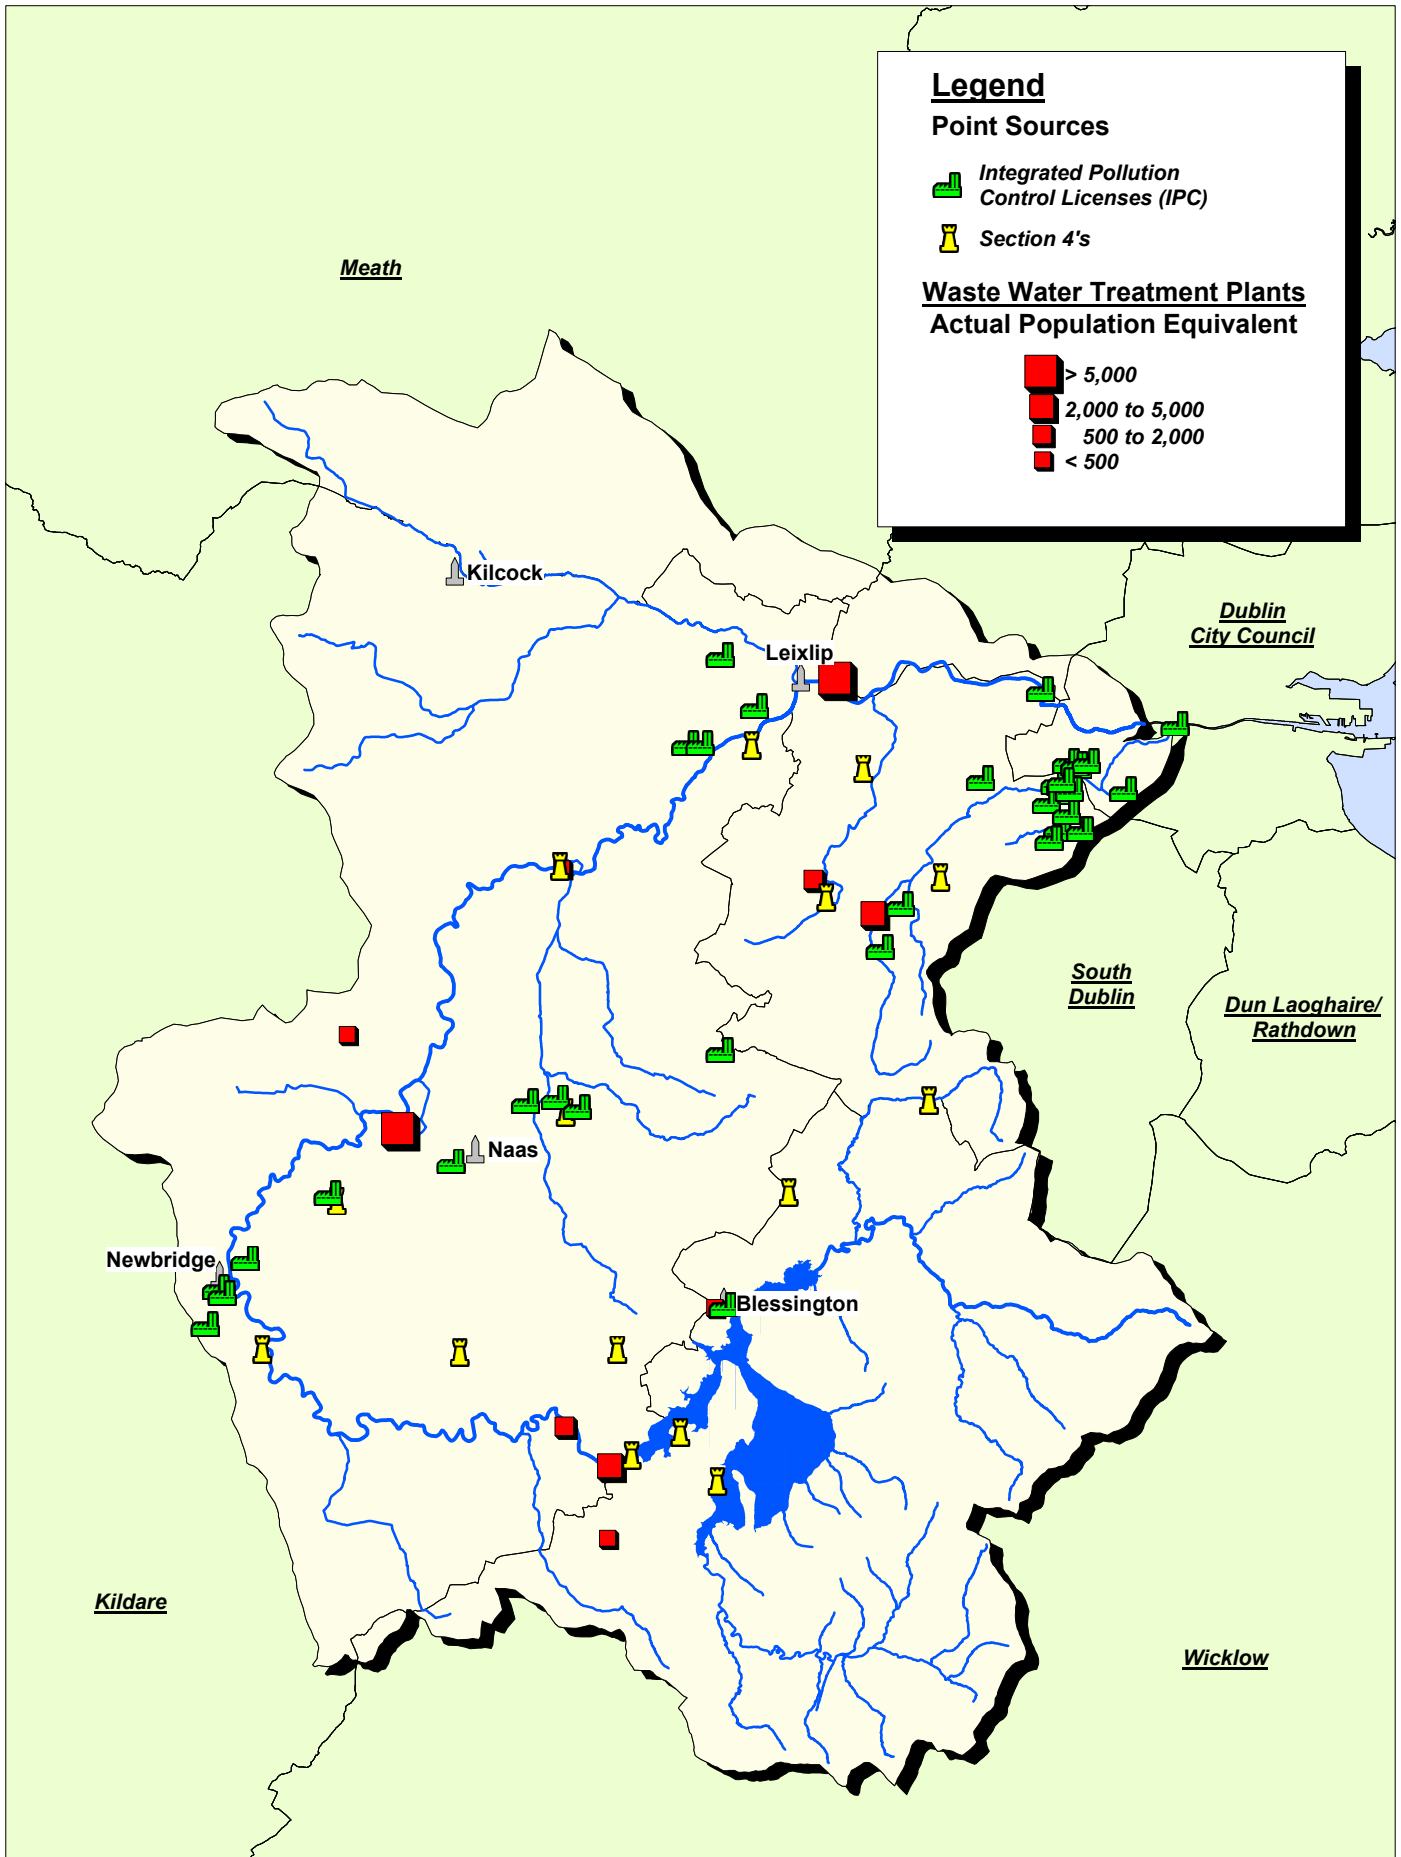 Legend
Point Sources
Integrated Pollution
Control Licenses (IPC)
Section 4's
Waste Water Treatment Plants
Actual Population Equivalent
> 5,000
2,000 to 5,000
500 to 2,000
< 500
Meath
Kilcock
Dublin
City Council
Leixlip
South
Dublin
Dun Laoghaire/
Rathdown
Naas
Newbridge
Blessington
Kildare
Wicklow